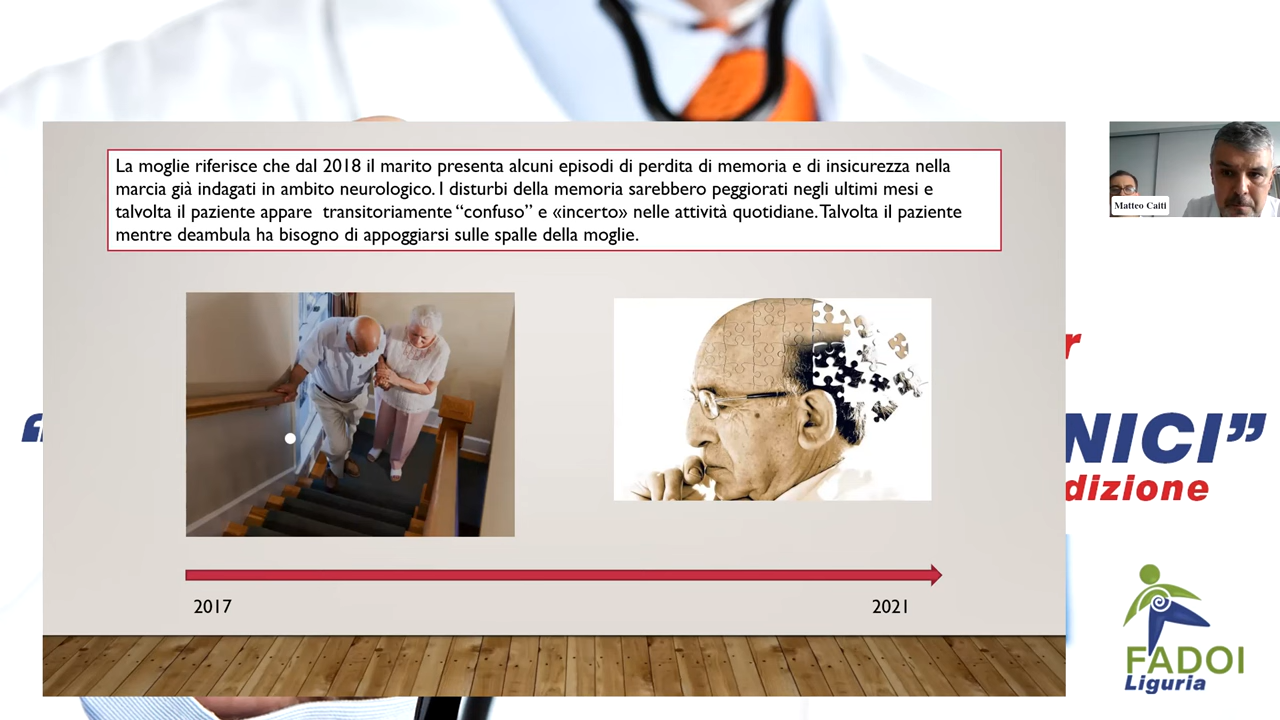 La moglie riferisce che dal 2018 il marito presenta alcuni episodi di perdita di memoria e di insicurezza nella
marcia già indagati in ambito neurologico. I disturbi della memoria sarebbero peggiorati negli ultimi mesi e
talvolta il paziente appare transitoriamente “confuso” e «incerto» nelle attività quotidiane. Talvolta il paziente
mentre deambula ha bisogno di appoggiarsi sulle spalle della moglie.
2017
2021
Matteo Caiti
r
“
NICI”
dizione
FADOI
Liguria